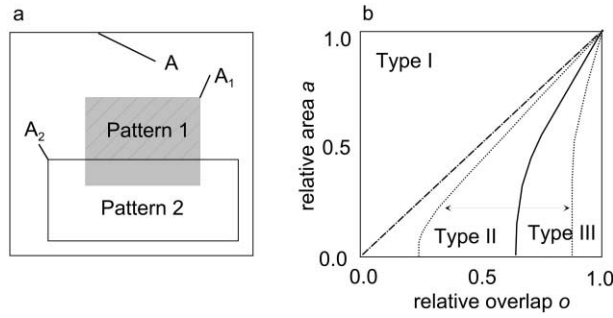 a
A
A1
A2
Pattern 1
Pattern 2
b
1.0
0.5
0.0
relative area a
Type I
Type II
Type III
0.0 0.5 1.0
relative overlap o